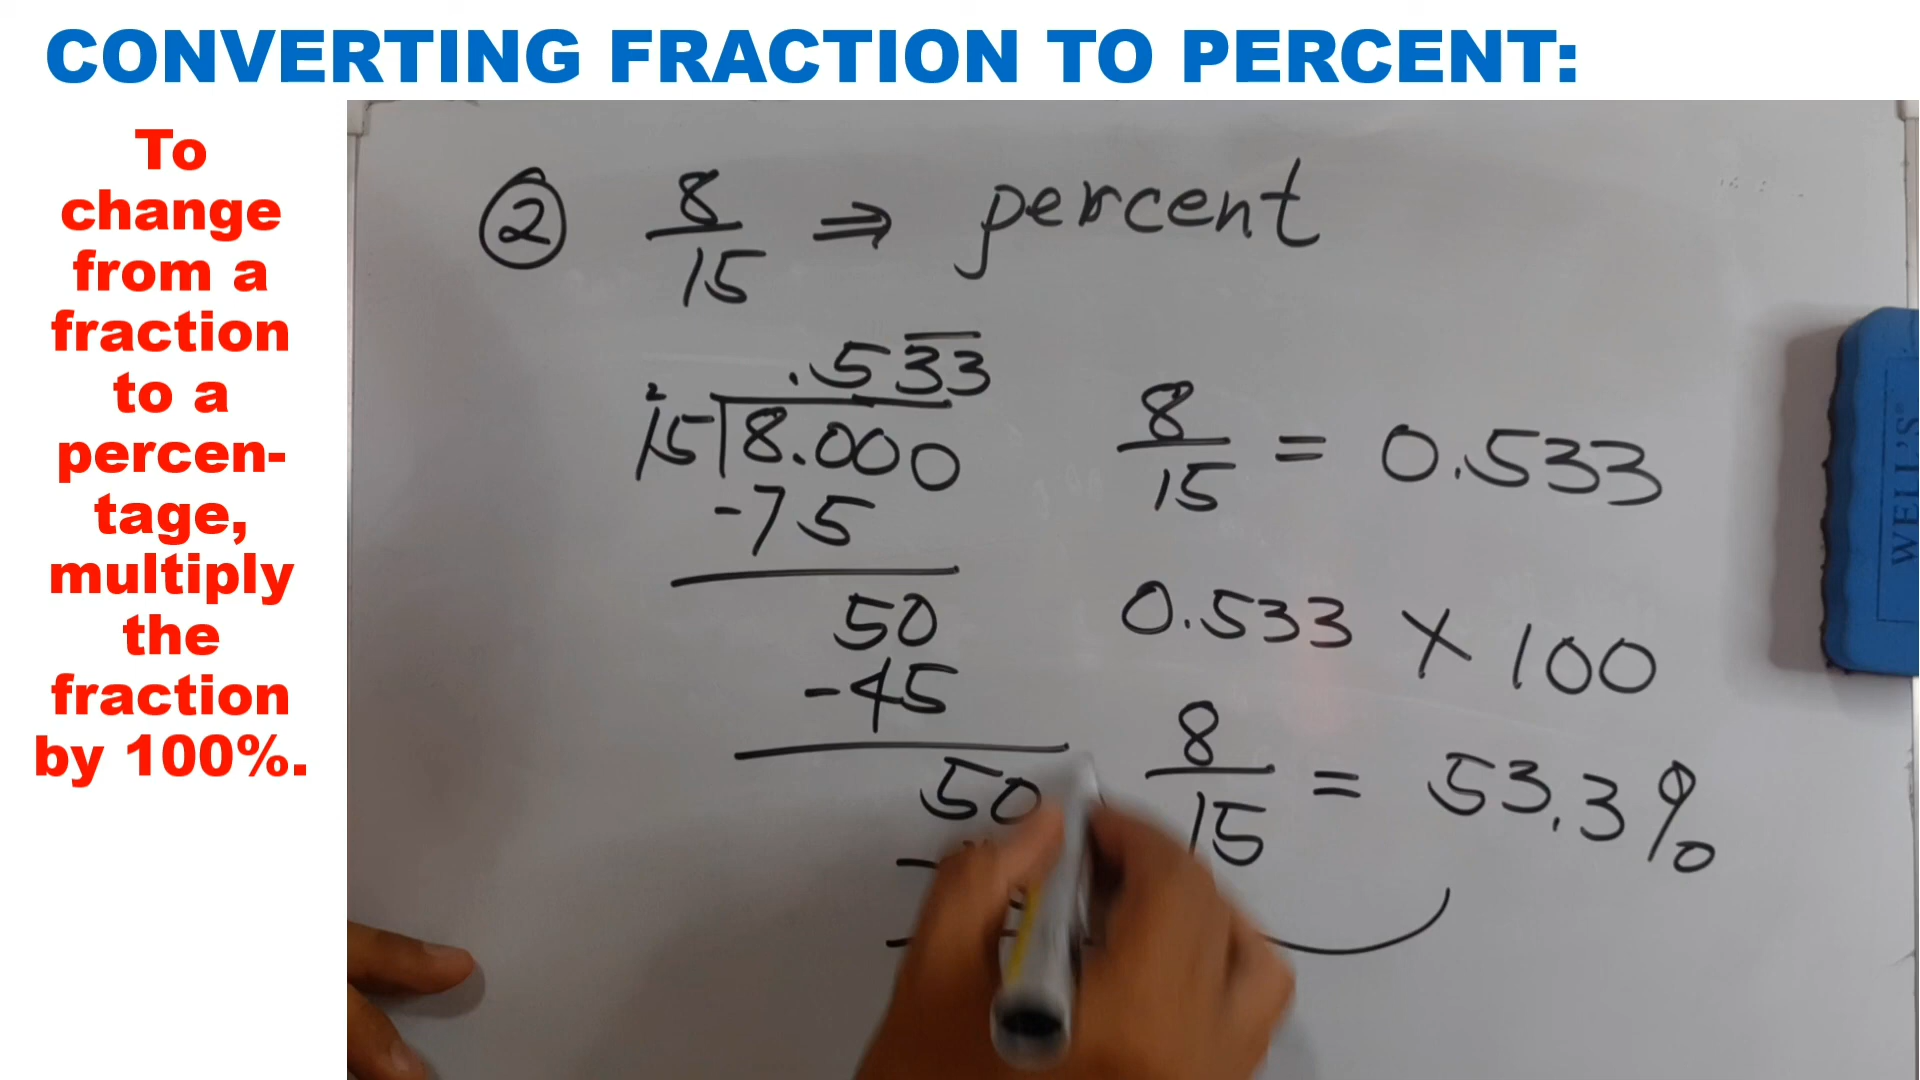 CONVERTING FRACTION TO PERCENT:
To
change
from a
fraction
to a
percen-
tage,
multiply
the
fraction
by 100%.
② 8/15 ⇒ percent
.533
2
15 8.000
-75
50
-45
50
-
8/15 = 0.533
0.533 × 100
8/15 = 53.3%
WELL'S